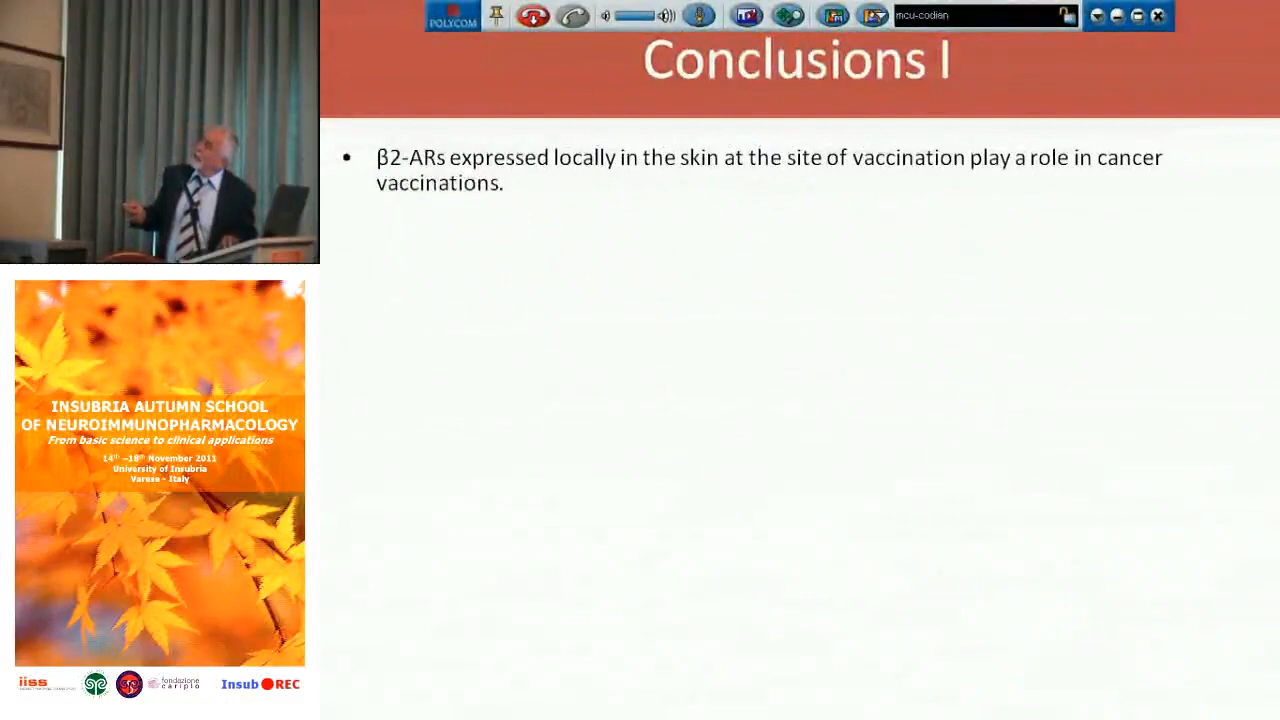 POLYCOM
mcu-codien
Conclusions I
• β2-ARs expressed locally in the skin at the site of vaccination play a role in cancer
vaccinations.
INSUBRIA AUTUMN SCHOOL
OF NEUROIMMUNOPHARMACOLOGY
From basic science to clinical applications
14th –18th November 2011
University of Insubria
Varese - Italy
iiss
fondazione
cariplo
Insub REC